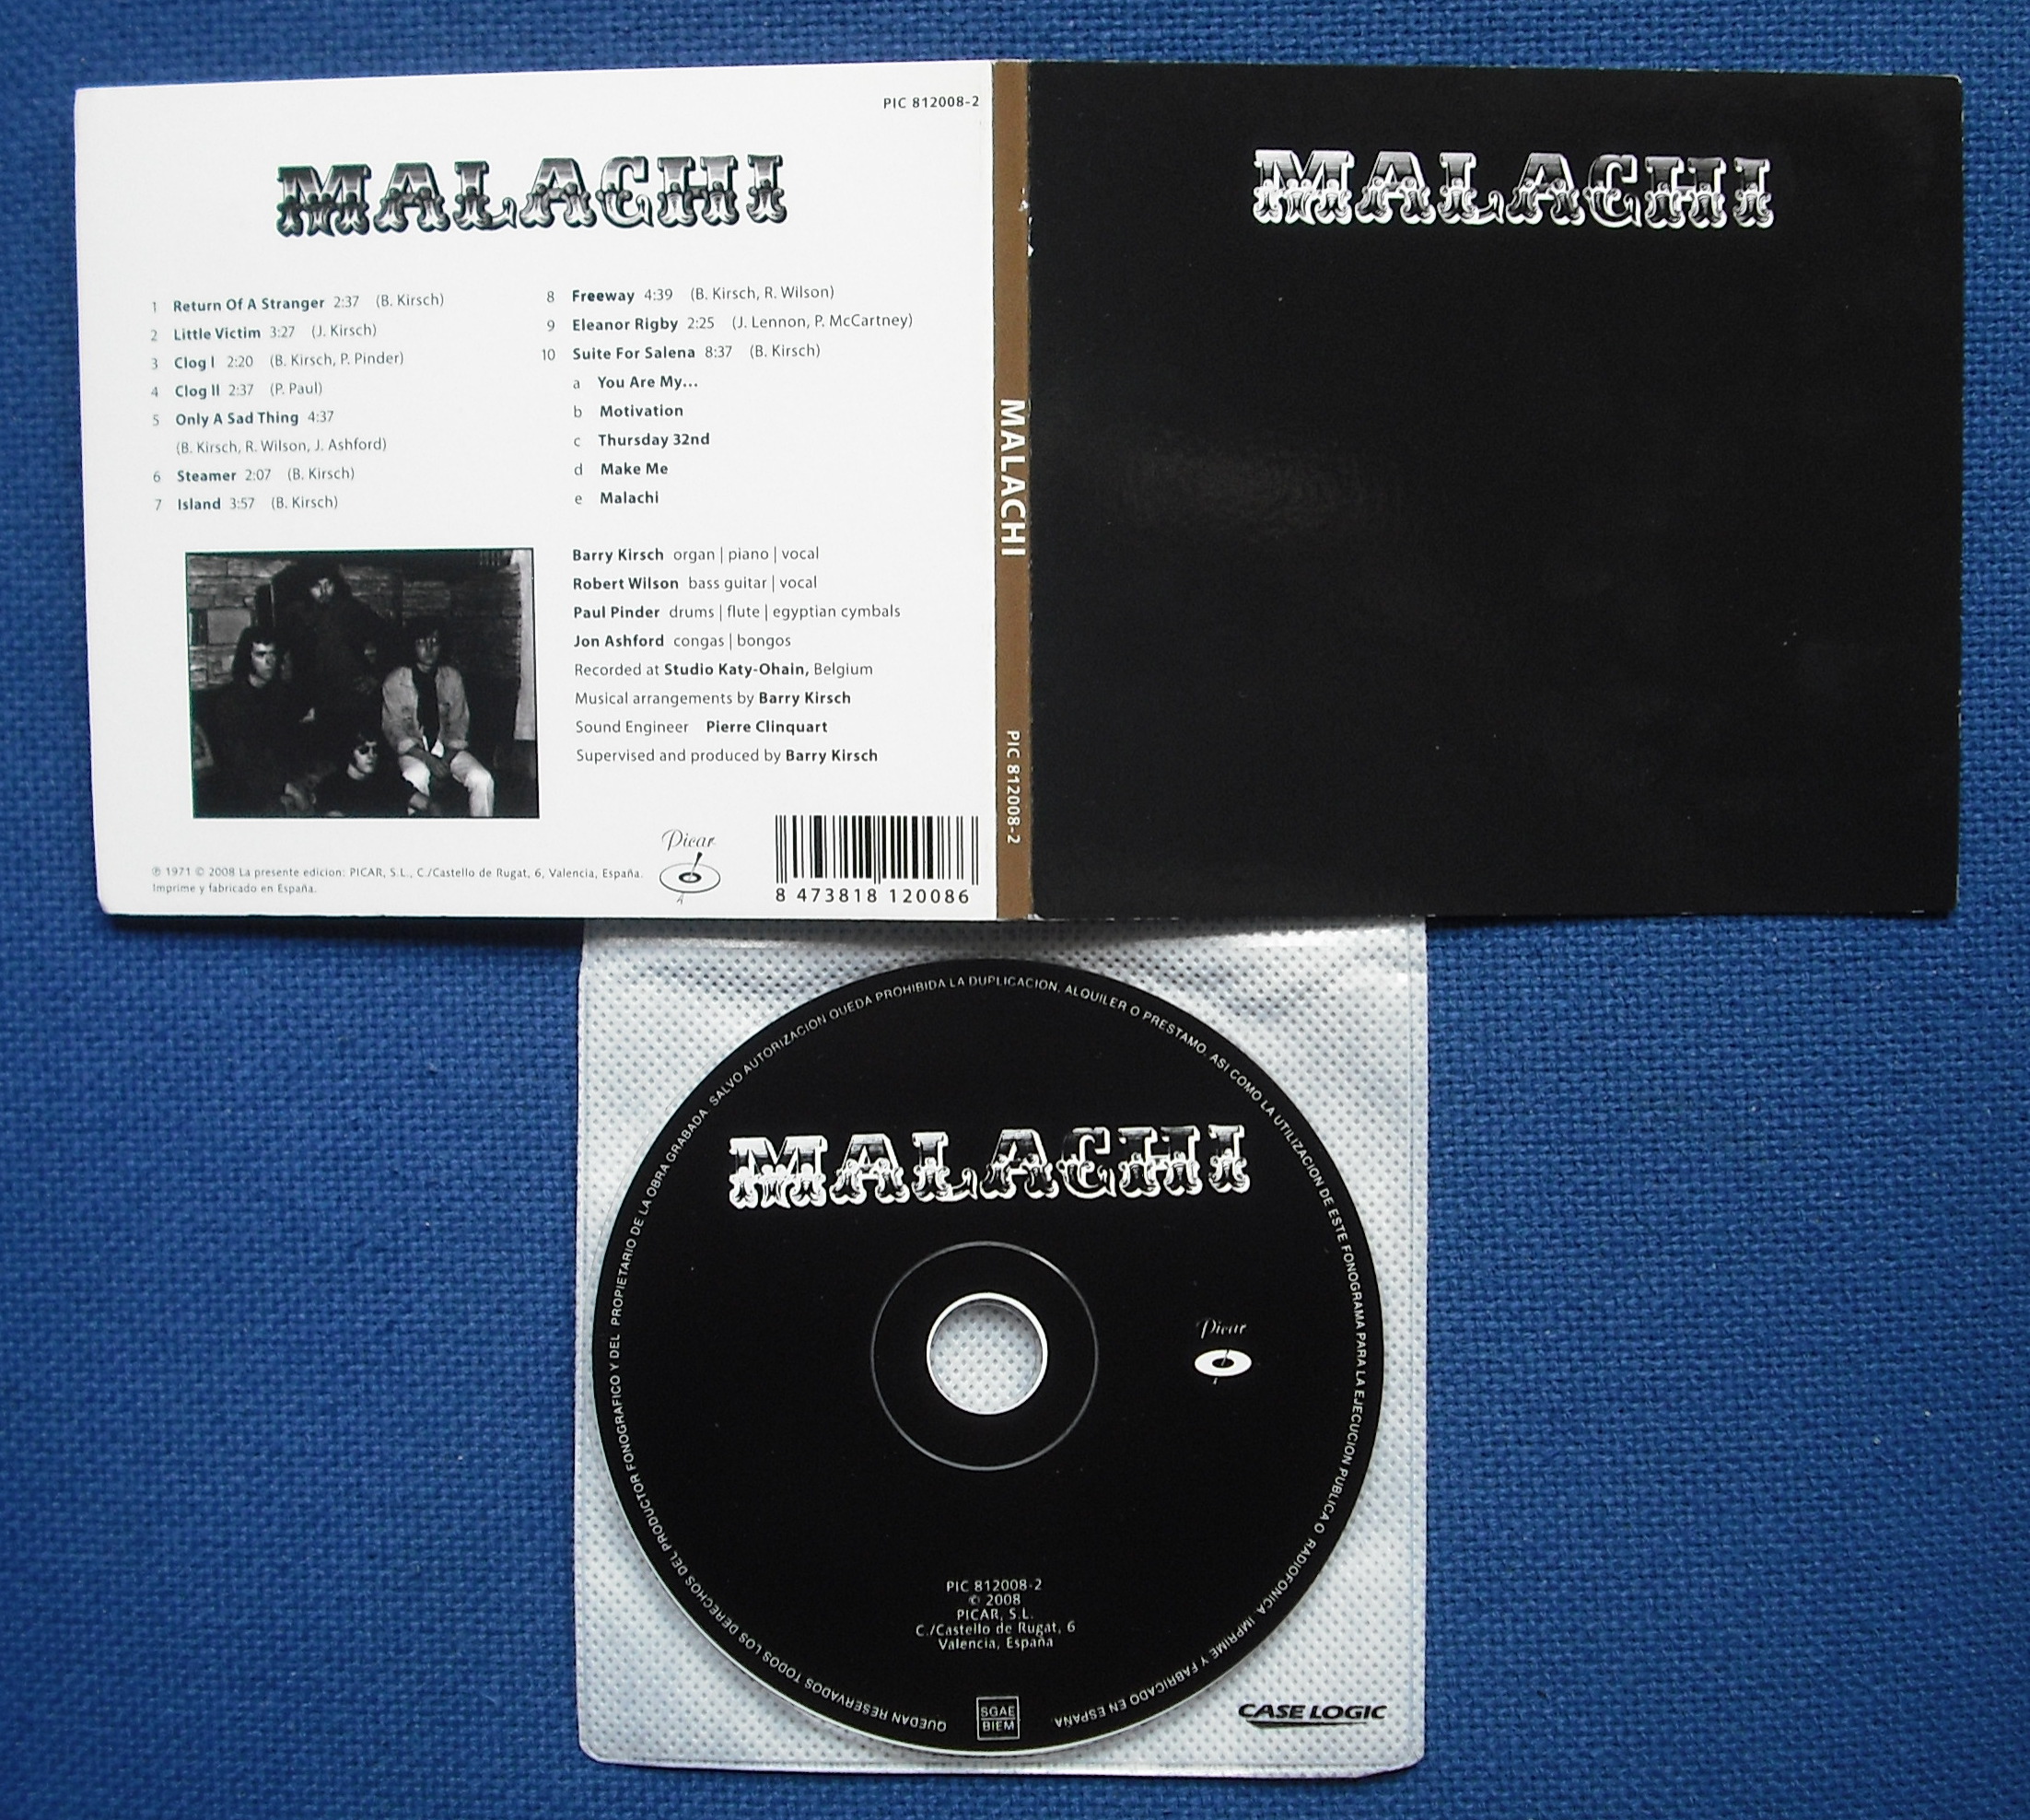 PIC 812008-2
MALACHI
1 Return Of A Stranger 2:37 (B. Kirsch)
2 Little Victim 3:27 (J. Kirsch)
3 Clog I 2:20 (B. Kirsch, P. Pinder)
4 Clog II 2:37 (P. Paul)
5 Only A Sad Thing 4:37
(B. Kirsch, R. Wilson, J. Ashford)
6 Steamer 2:07 (B. Kirsch)
7 Island 3:57 (B. Kirsch)
8 Freeway 4:39 (B. Kirsch, R. Wilson)
9 Eleanor Rigby 2:25 (J. Lennon, P. McCartney)
10 Suite For Salena 8:37 (B. Kirsch)
a You Are My...
b Motivation
c Thursday 32nd
d Make Me
e Malachi
Barry Kirsch organ | piano | vocal
Robert Wilson bass guitar | vocal
Paul Pinder drums | flute | egyptian cymbals
Jon Ashford congas | bongos
Recorded at Studio Katy-Ohain, Belgium
Musical arrangements by Barry Kirsch
Sound Engineer Pierre Clinquart
Supervised and produced by Barry Kirsch
Picar
℗ 1971 © 2008 La presente edicion: PICAR, S.L., C./Castello de Rugat, 6, Valencia, España.
Imprime y fabricado en España.
8 473818 120086
MALACHI
PIC 812008-2
MALACHI
QUEDAN RESERVADOS TODOS LOS DERECHOS DEL PRODUCTOR FONOGRAFICO Y DEL PROPIETARIO DE LA OBRA GRABADA. SALVO AUTORIZACION QUEDA PROHIBIDA LA DUPLICACION, ALQUILER O PRESTAMO, ASI COMO LA UTILIZACION DE ESTE FONOGRAMA PARA LA EJECUCION PUBLICA O RADIOFONICA. IMPRIME Y FABRICADO EN ESPAÑA
MALACHI
Picar
PIC 812008-2
© 2008
PICAR, S.L.
C./Castello de Rugat, 6
Valencia, España
SGAE
BIEM
CASE LOGIC